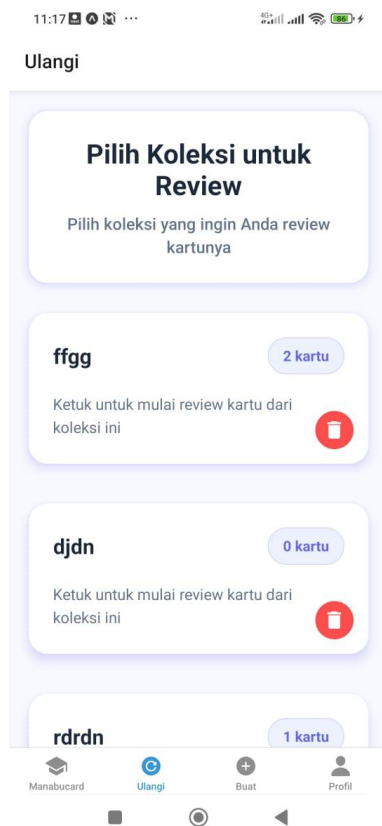 11:17
4G+
86
Ulangi
Pilih Koleksi untuk
Review
Pilih koleksi yang ingin Anda review
kartunya
ffgg
2 kartu
Ketuk untuk mulai review kartu dari
koleksi ini
djdn
0 kartu
Ketuk untuk mulai review kartu dari
koleksi ini
rdrdn
1 kartu
Manabucard
Ulangi
Buat
Profil